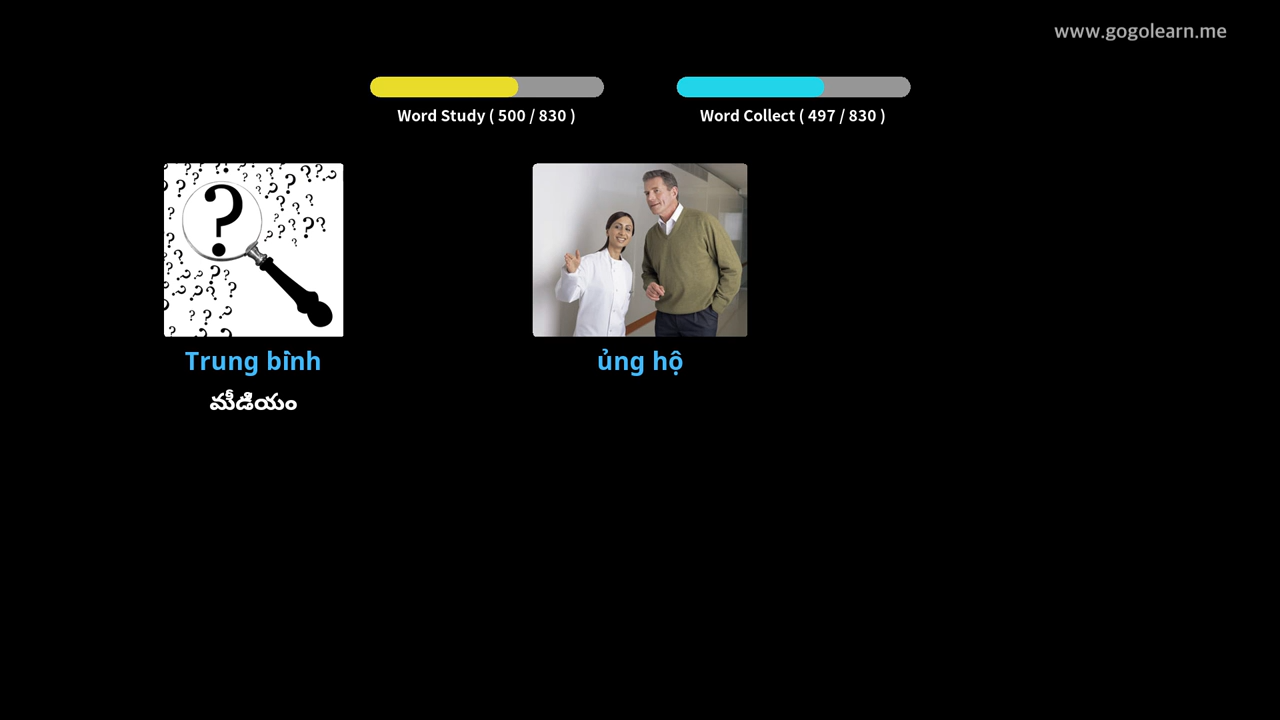 www.gogolearn.me
Word Study ( 500 / 830 )
Word Collect ( 497 / 830 )
Trung bình
మీడియం
ủng hộ